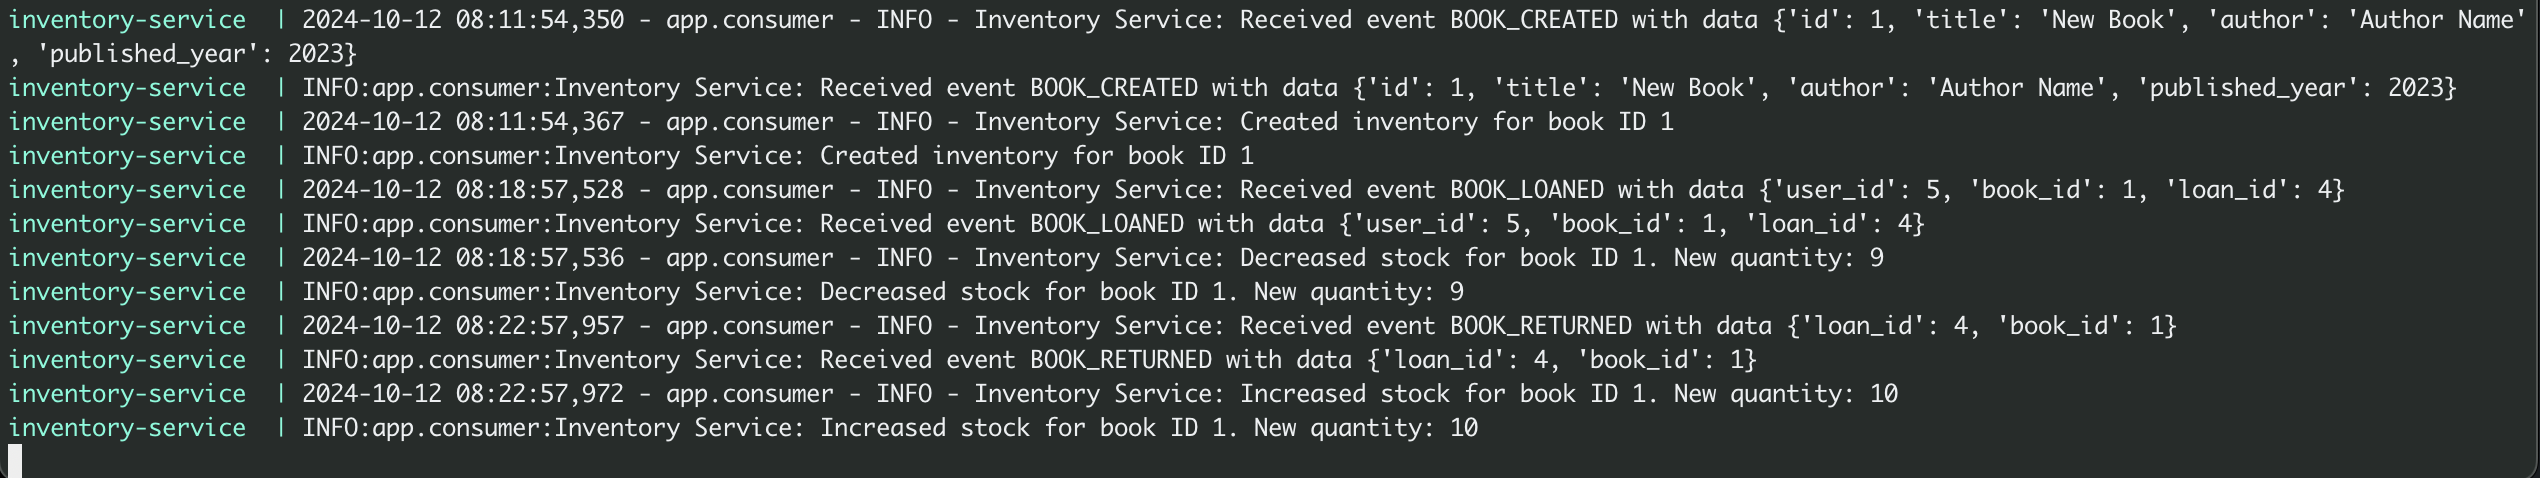 inventory-service  | 2024-10-12 08:11:54,350 - app.consumer - INFO - Inventory Service: Received event BOOK_CREATED with data {'id': 1, 'title': 'New Book', 'author': 'Author Name'
, 'published_year': 2023}
inventory-service  | INFO:app.consumer:Inventory Service: Received event BOOK_CREATED with data {'id': 1, 'title': 'New Book', 'author': 'Author Name', 'published_year': 2023}
inventory-service  | 2024-10-12 08:11:54,367 - app.consumer - INFO - Inventory Service: Created inventory for book ID 1
inventory-service  | INFO:app.consumer:Inventory Service: Created inventory for book ID 1
inventory-service  | 2024-10-12 08:18:57,528 - app.consumer - INFO - Inventory Service: Received event BOOK_LOANED with data {'user_id': 5, 'book_id': 1, 'loan_id': 4}
inventory-service  | INFO:app.consumer:Inventory Service: Received event BOOK_LOANED with data {'user_id': 5, 'book_id': 1, 'loan_id': 4}
inventory-service  | 2024-10-12 08:18:57,536 - app.consumer - INFO - Inventory Service: Decreased stock for book ID 1. New quantity: 9
inventory-service  | INFO:app.consumer:Inventory Service: Decreased stock for book ID 1. New quantity: 9
inventory-service  | 2024-10-12 08:22:57,957 - app.consumer - INFO - Inventory Service: Received event BOOK_RETURNED with data {'loan_id': 4, 'book_id': 1}
inventory-service  | INFO:app.consumer:Inventory Service: Received event BOOK_RETURNED with data {'loan_id': 4, 'book_id': 1}
inventory-service  | 2024-10-12 08:22:57,972 - app.consumer - INFO - Inventory Service: Increased stock for book ID 1. New quantity: 10
inventory-service  | INFO:app.consumer:Inventory Service: Increased stock for book ID 1. New quantity: 10